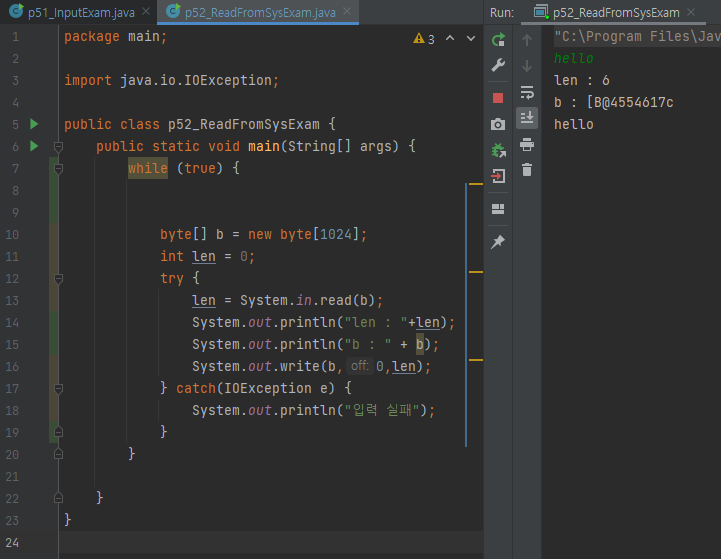 p51_InputExam.java
p52_ReadFromSysExam.java
Run:
p52_ReadFromSysExam
1 package main;
3
2
3 import java.io.IOException;
4
5 public class p52_ReadFromSysExam {
6 public static void main(String[] args) {
7 while (true) {
8
9
10 byte[] b = new byte[1024];
11 int len = 0;
12 try {
13 len = System.in.read(b);
14 System.out.println("len : "+len);
15 System.out.println("b : " + b);
16 System.out.write(b, off: 0,len);
17 } catch(IOException e) {
18 System.out.println("입력 실패");
19 }
20 }
21
22 }
23 }
24
"C:\Program Files\Jav
hello
len : 6
b : [B@4554617c
hello